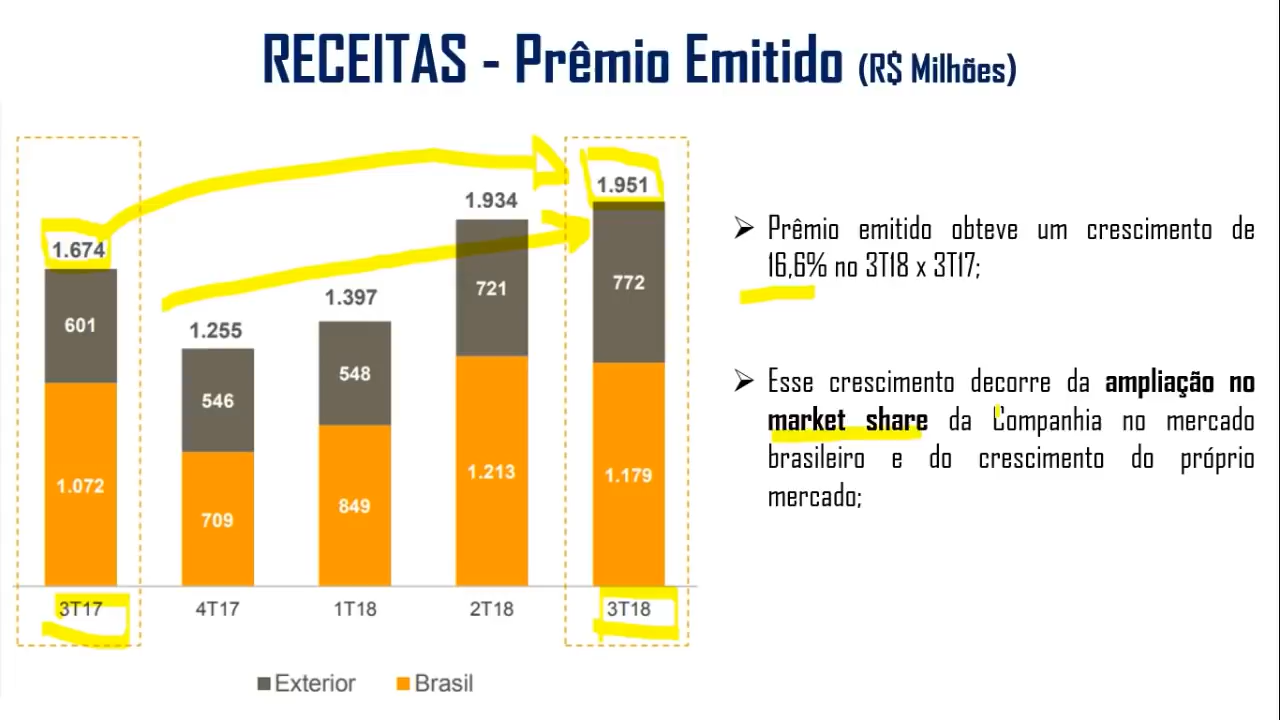 RECEITAS - Prêmio Emitido (R$ Milhões)
1.674
1.255
1.397
1.934
1.951
601
546
548
721
772
1.072
709
849
1.213
1.179
3T17
4T17
1T18
2T18
3T18
Exterior
Brasil
Prêmio emitido obteve um crescimento de
16,6% no 3T18 x 3T17;
Esse crescimento decorre da ampliação no
market share da Companhia no mercado
brasileiro e do crescimento do próprio
mercado;